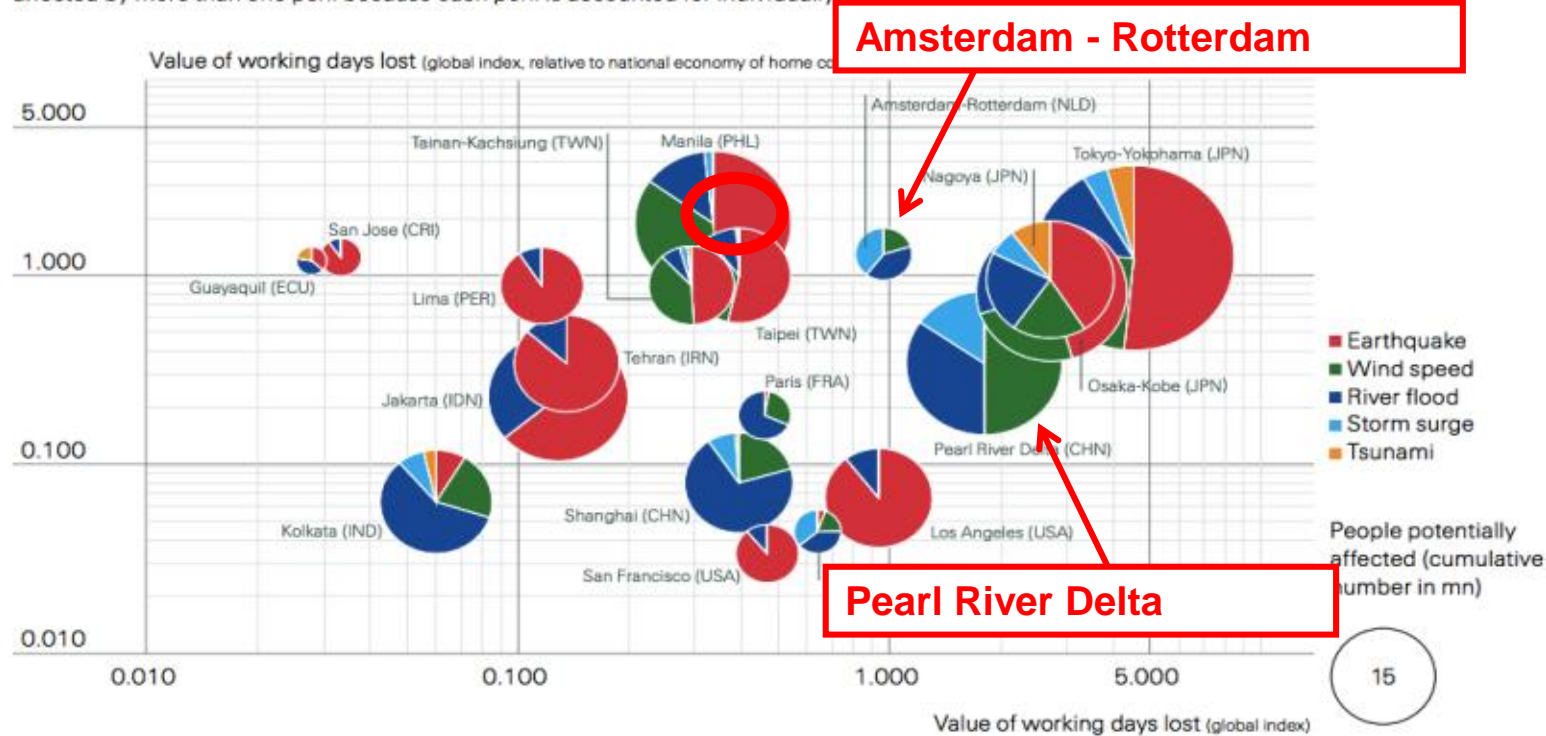 Amsterdam - Rotterdam
Value of working days lost (global index, relative to national economy of home co
5.000
Amsterdam-Rotterdam (NLD)
Tainan-Kachsiung (TWN)
Manila (PHL)
Tokyo-Yokohama (JPN)
Nagoya (JPN)
San Jose (CRI)
1.000
Guayaquil (ECU)
Lima (PER)
Taipei (TWN)
Earthquake
Tehran (IRN)
Wind speed
Paris (FRA)
Osaka-Kobe (JPN)
River flood
Jakarta (IDN)
Storm surge
0.100
Pearl River Delta (CHN)
Tsunami
Shanghai (CHN)
Kolkata (IND)
Los Angeles (USA)
People potentially
affected (cumulative
number in mn)
San Francisco (USA)
Pearl River Delta
0.010
0.010 0.100 1.000 5.000
15
Value of working days lost (global index)